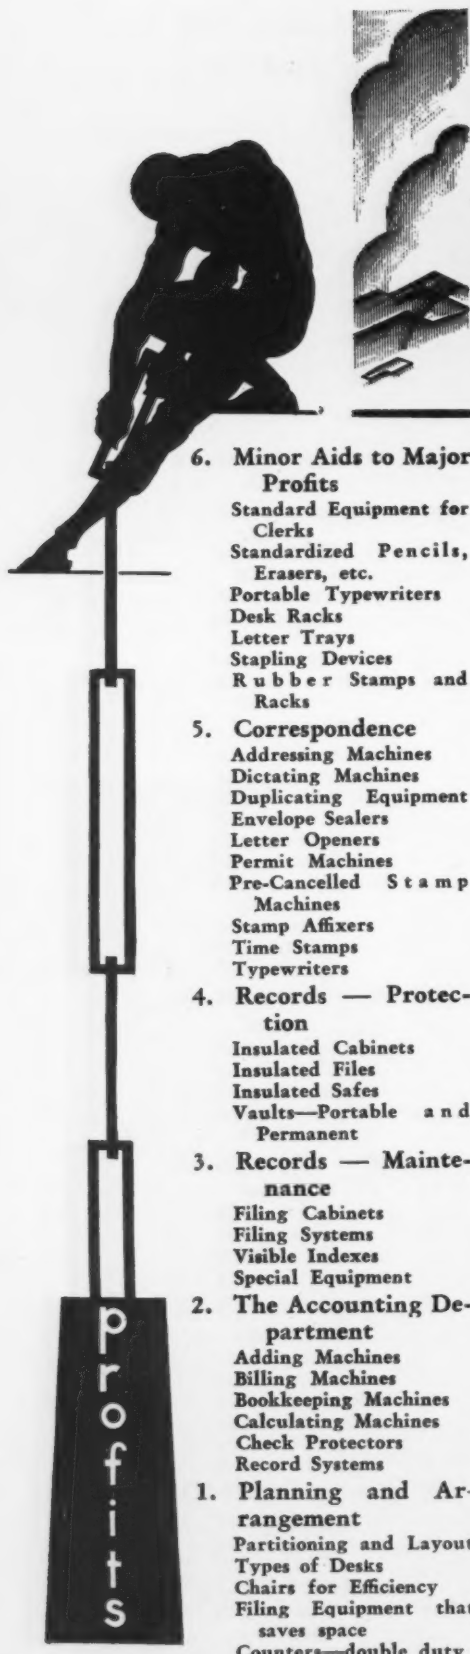 6. Minor Aids to Major
Profits
Standard Equipment for
Clerks
Standardized Pencils,
Erasers, etc.
Portable Typewriters
Desk Racks
Letter Trays
Stapling Devices
Rubber Stamps and
Racks
5. Correspondence
Addressing Machines
Dictating Machines
Duplicating Equipment
Envelope Sealers
Letter Openers
Permit Machines
Pre-Cancelled Stamp
Machines
Stamp Affixers
Time Stamps
Typewriters
4. Records — Protec-
tion
Insulated Cabinets
Insulated Files
Insulated Safes
Vaults—Portable and
Permanent
3. Records — Mainte-
nance
Filing Cabinets
Filing Systems
Visible Indexes
Special Equipment
2. The Accounting De-
partment
Adding Machines
Billing Machines
Bookkeeping Machines
Calculating Machines
Check Protectors
Record Systems
1. Planning and Ar-
rangement
Partitioning and Layout
Types of Desks
Chairs for Efficiency
Filing Equipment that
saves space
Counters—double duty
profits